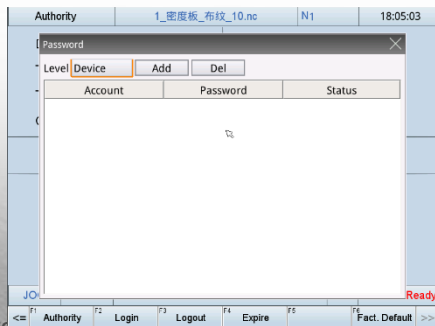 Authority 1_密度板_布纹_10.nc N1 18:05:03
Password
Level Device Add Del
Account Password Status
JO Ready
<= F1 Authority F2 Login F3 Logout F4 Expire F5 F6 Fact. Default >>